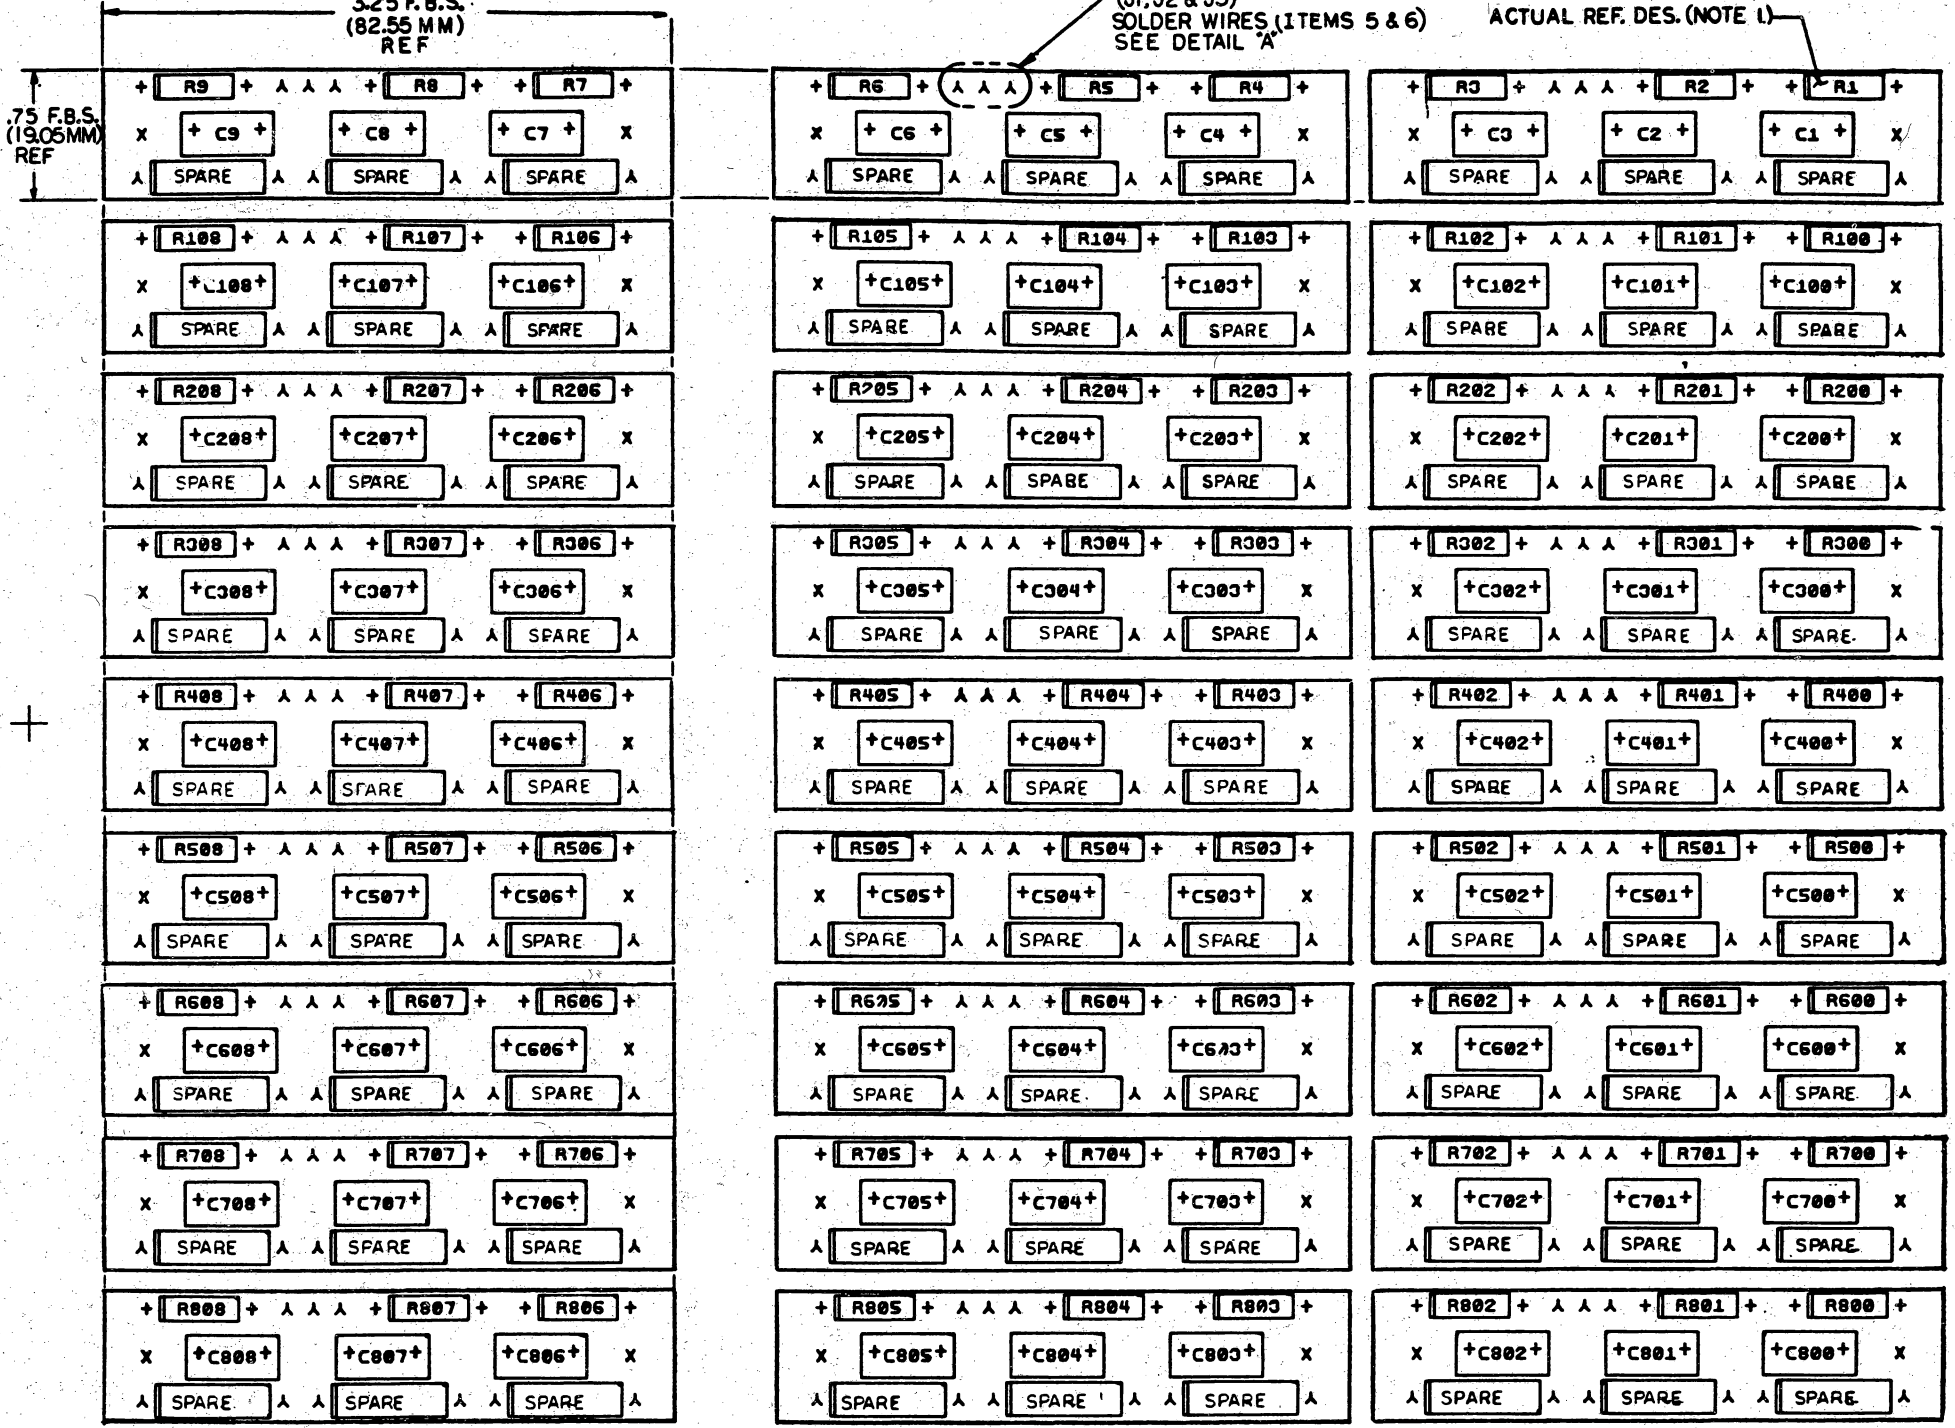 3.25 F.B.S.
(82.55 MM)
REF
(J1, J2 & J3)
SOLDER WIRES (ITEMS 5 & 6)
SEE DETAIL "A"
ACTUAL REF. DES. (NOTE 1)
.75 F.B.S.
(19.05MM)
REF
R9 R8 R7 R6 R5 R4 R3 R2 R1
C9 C8 C7 C6 C5 C4 C3 C2 C1
SPARE SPARE SPARE SPARE SPARE SPARE SPARE SPARE SPARE
R108 R107 R106 R105 R104 R103 R102 R101 R100
C108 C107 C106 C105 C104 C103 C102 C101 C100
SPARE SPARE SPARE SPARE SPARE SPARE SPARE SPARE SPARE
R208 R207 R206 R205 R204 R203 R202 R201 R200
C208 C207 C206 C205 C204 C203 C202 C201 C200
SPARE SPARE SPARE SPARE SPARE SPARE SPARE SPARE SPARE
R308 R307 R306 R305 R304 R303 R302 R301 R300
C308 C307 C306 C305 C304 C303 C302 C301 C300
SPARE SPARE SPARE SPARE SPARE SPARE SPARE SPARE SPARE
R408 R407 R406 R405 R404 R403 R402 R401 R400
C408 C407 C406 C405 C404 C403 C402 C401 C400
SPARE SPARE SPARE SPARE SPARE SPARE SPARE SPARE SPARE
R508 R507 R506 R505 R504 R503 R502 R501 R500
C508 C507 C506 C505 C504 C503 C502 C501 C500
SPARE SPARE SPARE SPARE SPARE SPARE SPARE SPARE SPARE
R608 R607 R606 R605 R604 R603 R602 R601 R600
C608 C607 C606 C605 C604 C603 C602 C601 C600
SPARE SPARE SPARE SPARE SPARE SPARE SPARE SPARE SPARE
R708 R707 R706 R705 R704 R703 R702 R701 R700
C708 C707 C706 C705 C704 C703 C702 C701 C700
SPARE SPARE SPARE SPARE SPARE SPARE SPARE SPARE SPARE
R808 R807 R806 R805 R804 R803 R802 R801 R800
C808 C807 C806 C805 C804 C803 C802 C801 C800
SPARE SPARE SPARE SPARE SPARE SPARE SPARE SPARE SPARE